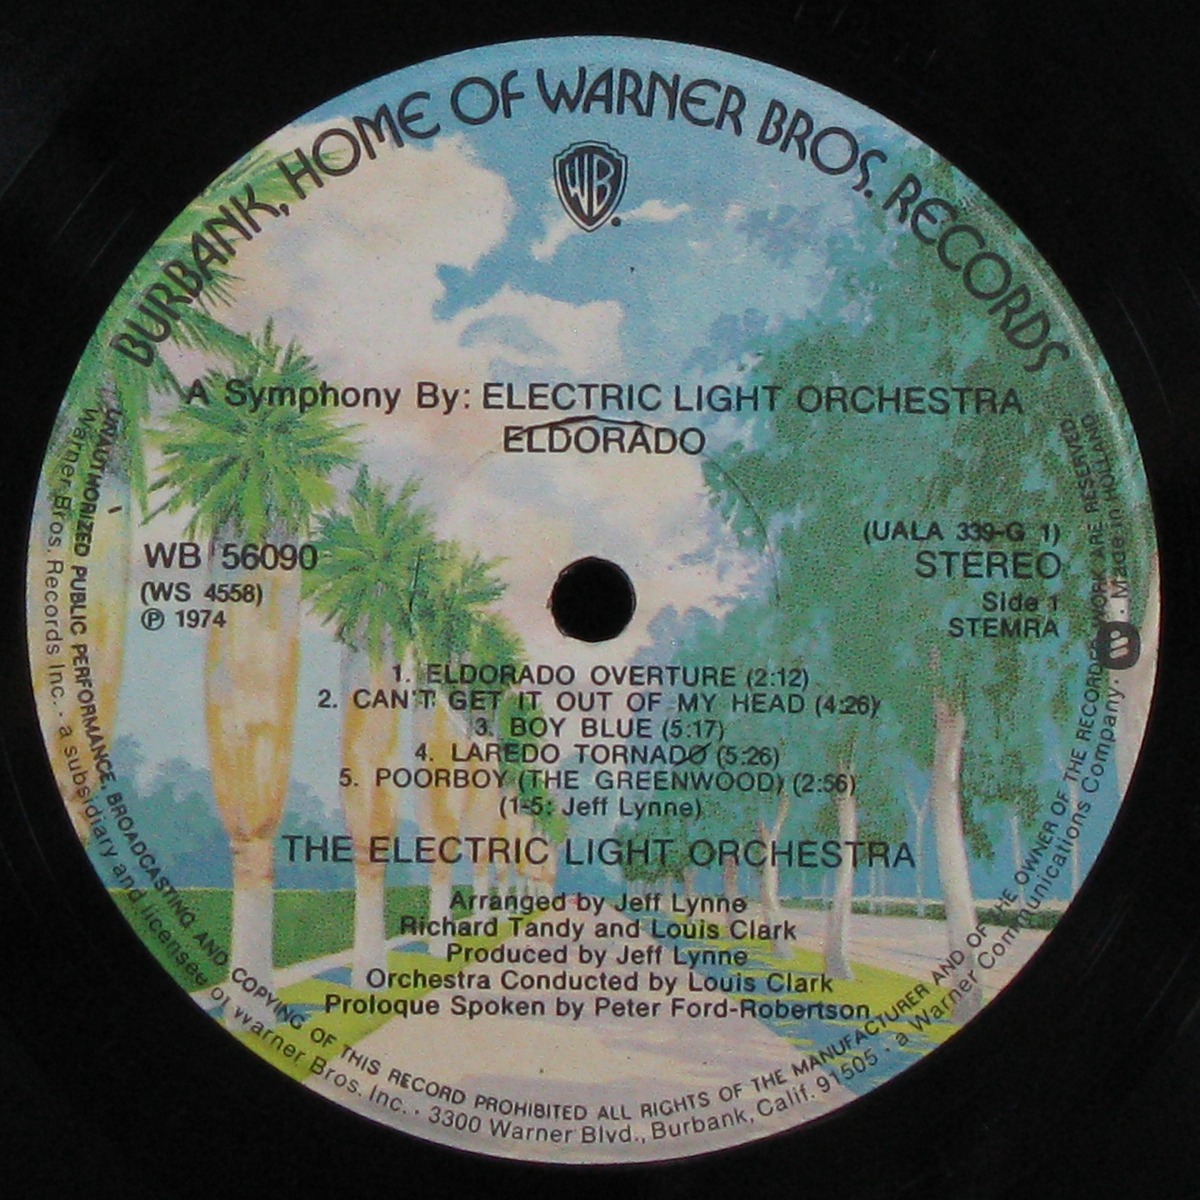 BURBANK, HOME OF WARNER BROS. RECORDS
WB
A Symphony By: ELECTRIC LIGHT ORCHESTRA
ELDORADO
WB 56090
(WS 4558)
℗ 1974
(UALA 339-G 1)
STEREO
Side 1
STEMRA
1. ELDORADO OVERTURE (2:12)
2. CAN'T GET IT OUT OF MY HEAD (4:26)
3. BOY BLUE (5:17)
4. LAREDO TORNADO (5:26)
5. POORBOY (THE GREENWOOD) (2:56)
(1-5: Jeff Lynne)
THE ELECTRIC LIGHT ORCHESTRA
Arranged by Jeff Lynne
Richard Tandy and Louis Clark
Produced by Jeff Lynne
Orchestra Conducted by Louis Clark
Proloque Spoken by Peter Ford-Robertson
UNAUTHORIZED PUBLIC PERFORMANCE, BROADCASTING AND COPYING OF THIS RECORD PROHIBITED ALL RIGHTS OF THE MANUFACTURER AND OF THE OWNER OF THE RECORDED WORK ARE RESERVED
Warner Bros. Records Inc. · a subsidiary and licensee of Warner Bros. Inc. · 3300 Warner Blvd., Burbank, Calif. 91505 · a Warner Communications Company · W · Made in HOLLAND